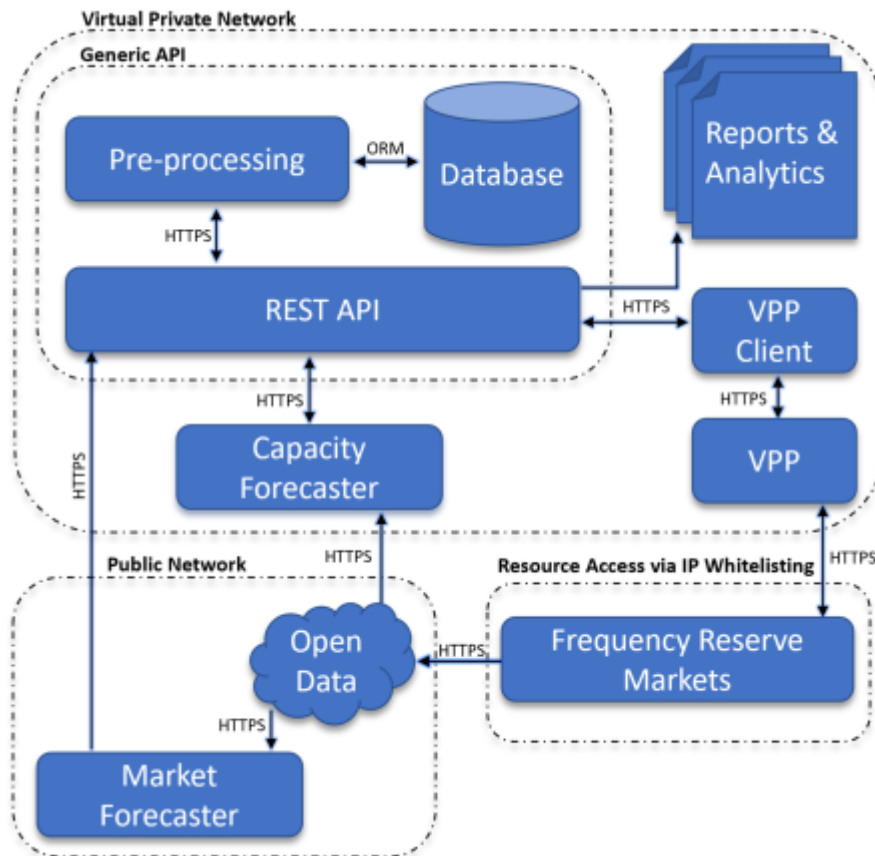 Virtual Private Network
Generic API
Pre-processing
ORM
Database
Reports &
Analytics
HTTPS
REST API
HTTPS
VPP
Client
HTTPS
HTTPS
Capacity
Forecaster
VPP
HTTPS
HTTPS
HTTPS
Public Network
Resource Access via IP Whitelisting
Open
Data
HTTPS
Frequency Reserve
Markets
HTTPS
Market
Forecaster